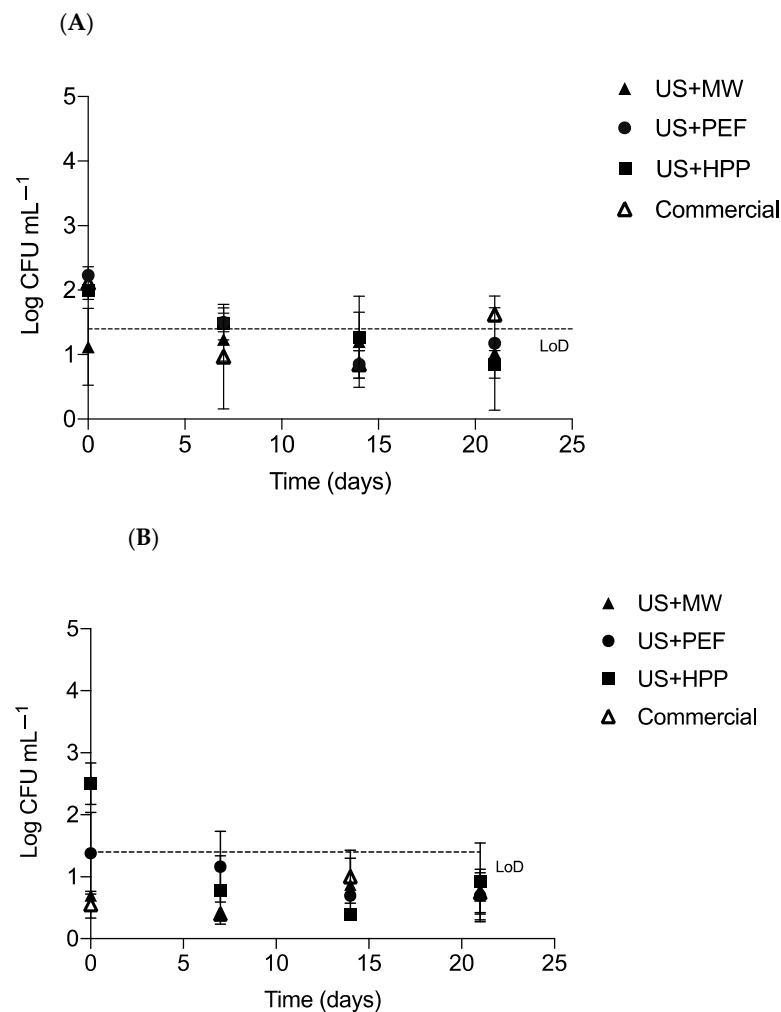 (A)
5
4
3
2
1
0
Log CFU mL−1
0 5 10 15 20 25
Time (days)
LoD
US+MW
US+PEF
US+HPP
Commercial
(B)
5
4
3
2
1
0
Log CFU mL−1
0 5 10 15 20 25
Time (days)
LoD
US+MW
US+PEF
US+HPP
Commercial